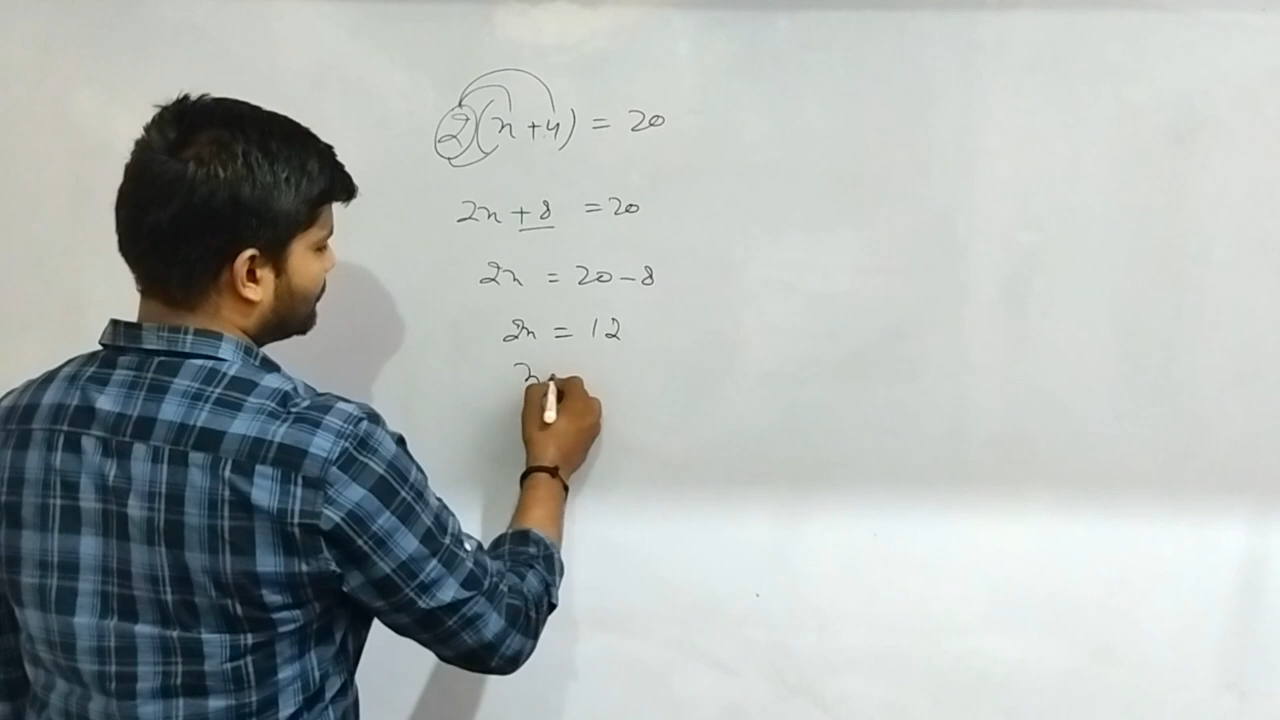 2(x+4) = 20
2x + 8 = 20
2x = 20 - 8
2x = 12
x